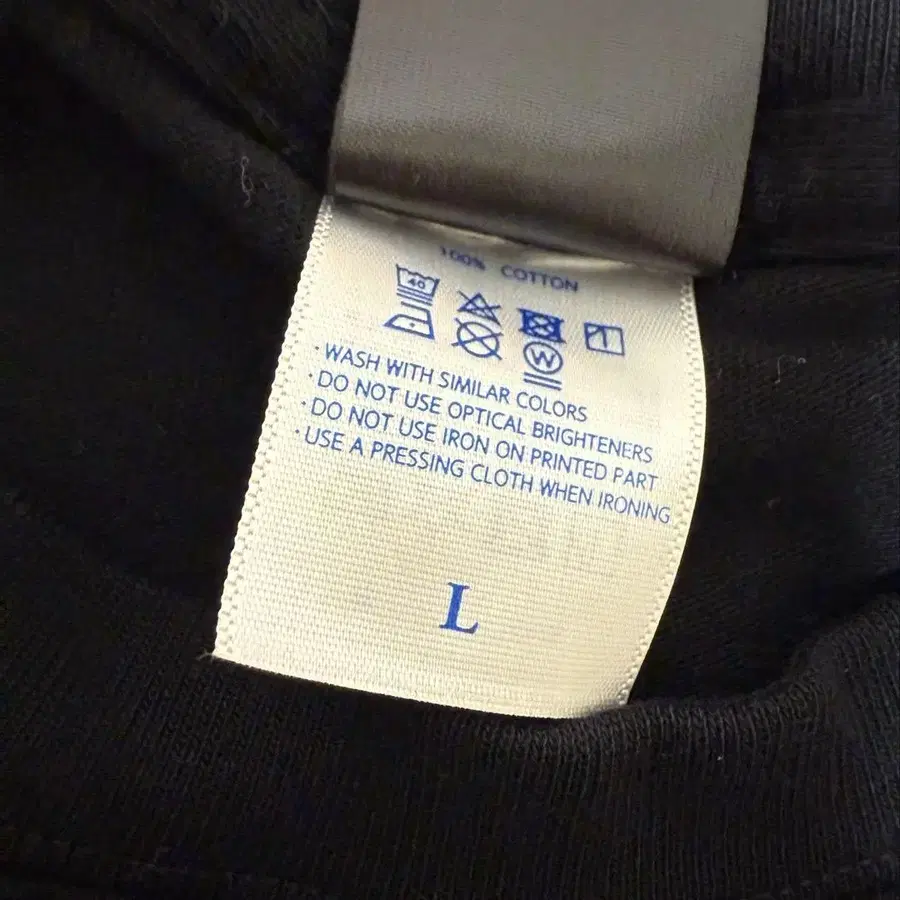 100% COTTON
40
W
· WASH WITH SIMILAR COLORS
· DO NOT USE OPTICAL BRIGHTENERS
· DO NOT USE IRON ON PRINTED PART
· USE A PRESSING CLOTH WHEN IRONING
L